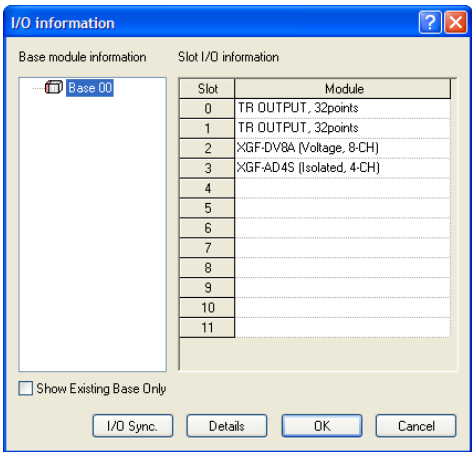 I/O information
Base module information
Slot I/O information
Base 00
Slot Module
0 TR OUTPUT, 32points
1 TR OUTPUT, 32points
2 XGF-DV8A (Voltage, 8-CH)
3 XGF-AD4S (Isolated, 4-CH)
4
5
6
7
8
9
10
11
Show Existing Base Only
I/O Sync. Details OK Cancel